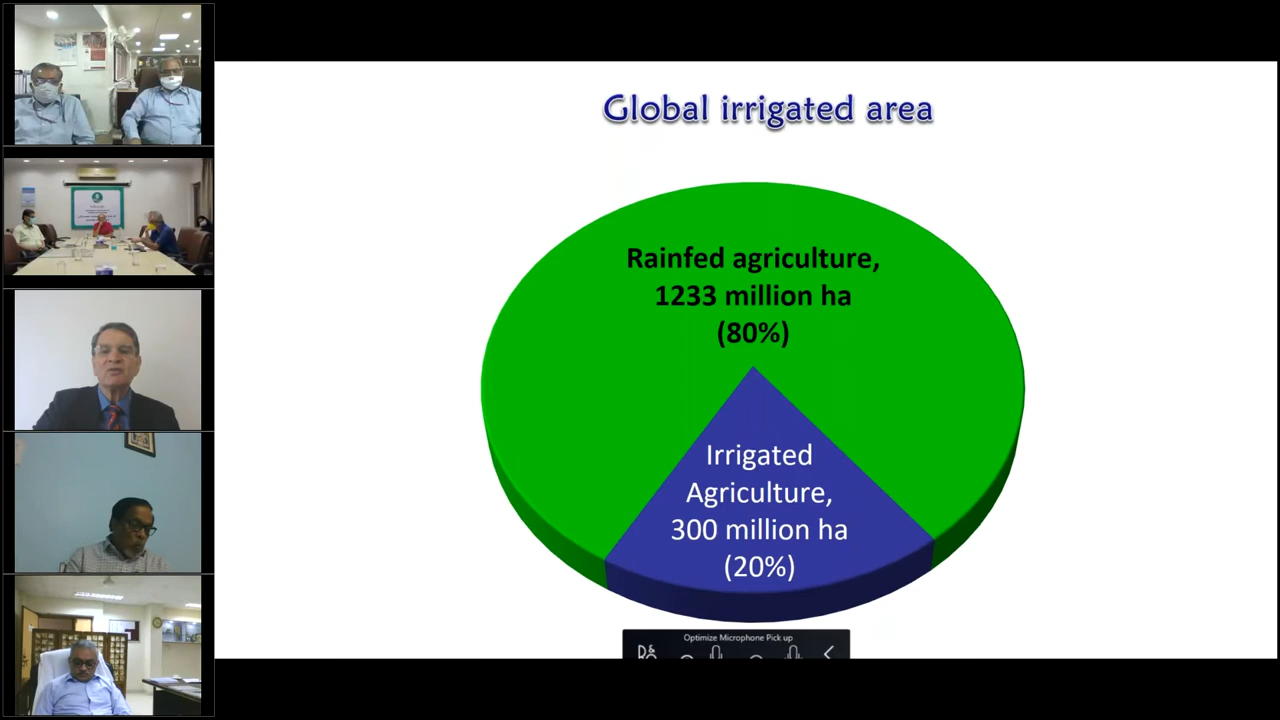 Global irrigated area
Rainfed agriculture,
1233 million ha
(80%)
Irrigated
Agriculture,
300 million ha
(20%)
Optimize Microphone Pick up